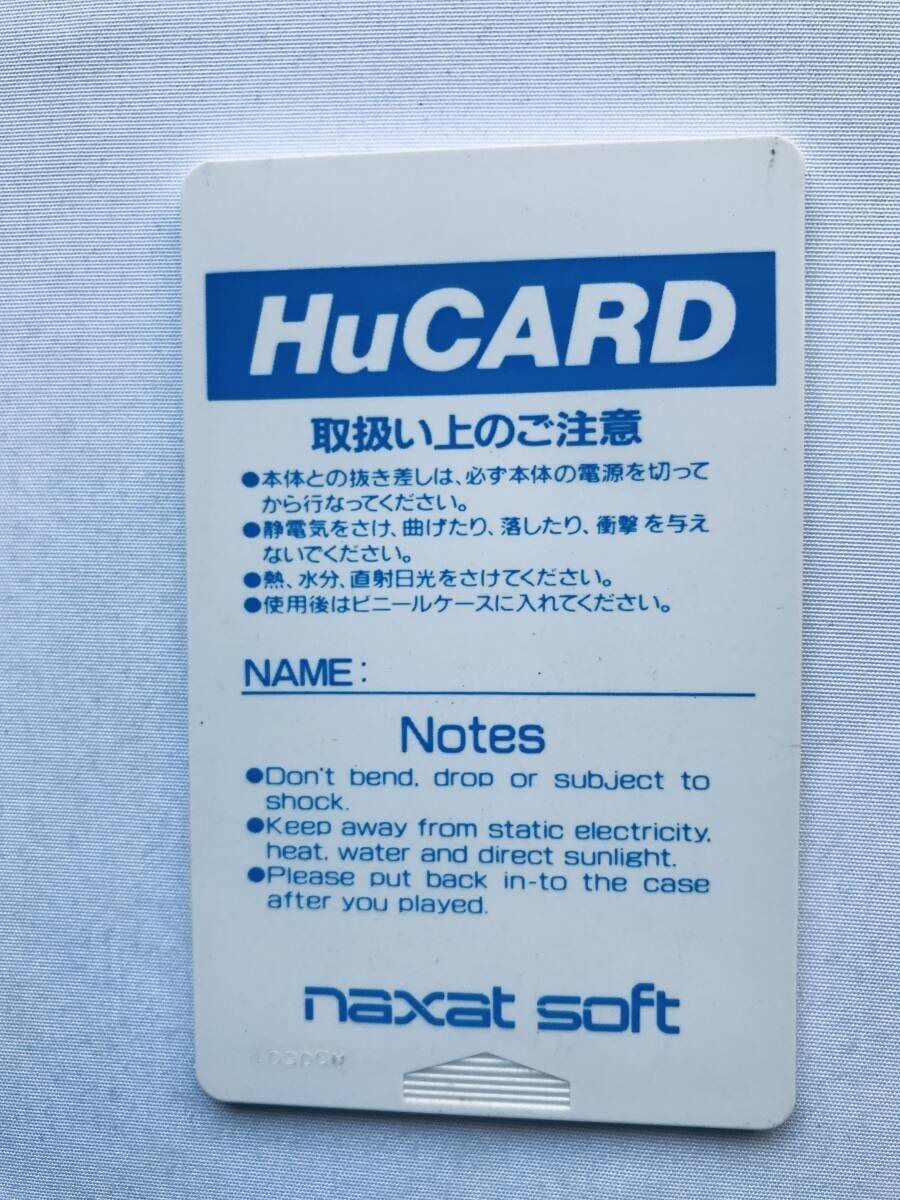 HuCARD
取扱い上のご注意
●本体との抜き差しは、必ず本体の電源を切って
から行なってください。
●静電気をさけ、曲げたり、落したり、衝撃を与え
ないでください。
●熱、水分、直射日光をさけてください。
●使用後はビニールケースに入れてください。
NAME:
Notes
●Don't bend, drop or subject to
shock.
●Keep away from static electricity,
heat, water and direct sunlight.
●Please put back in-to the case
after you played.
naxat soft